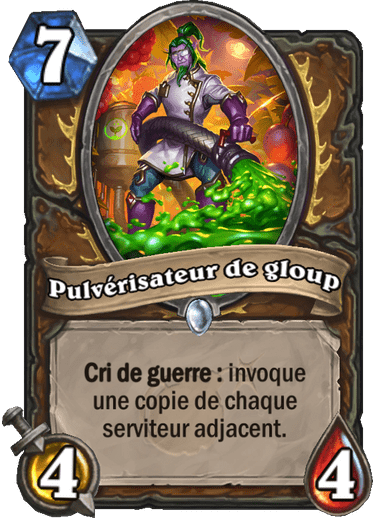 7
Pulvérisateur de gloup
Cri de guerre : invoque
une copie de chaque
serviteur adjacent.
4
4